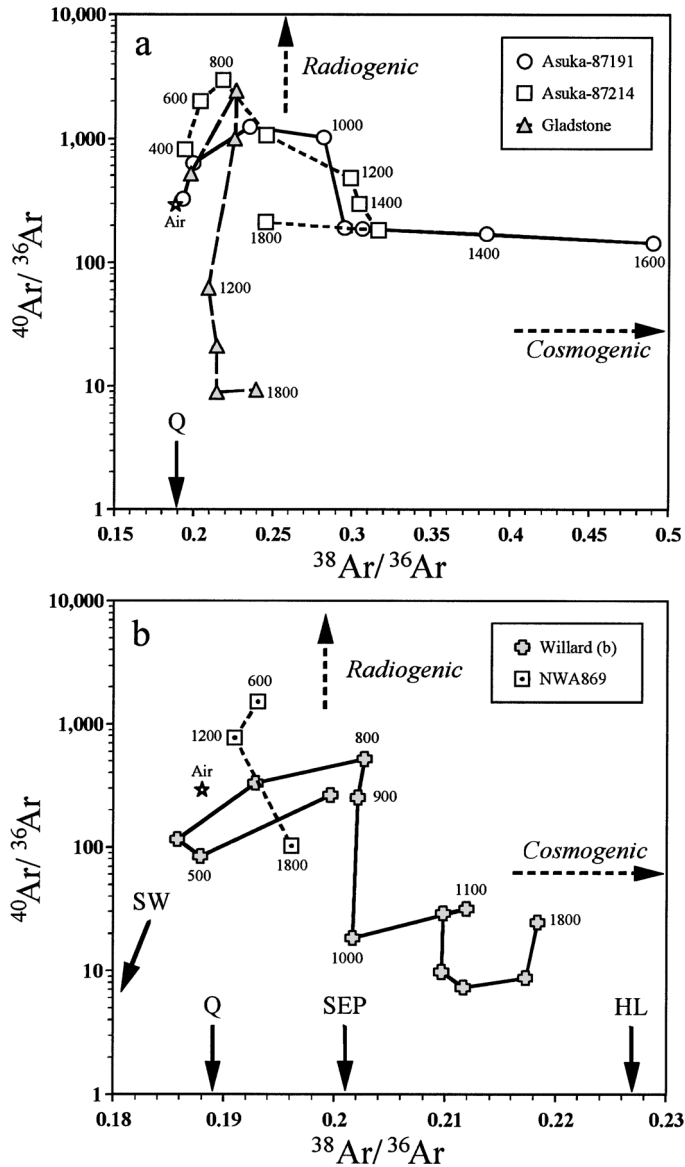 10,000
a
800
Radiogenic
Asuka-87191
Asuka-87214
Gladstone
600
1,000
400
1000
1200
1400
Air
1800
40Ar/ 36Ar
100
1400
1600
1200
Cosmogenic
10
1800
Q
1
0.15
0.2
0.25
0.3
0.35
0.4
0.45
0.5
38Ar/ 36Ar
10,000
b
Radiogenic
Willard (b)
NWA869
600
1,000
1200
800
Air
900
40Ar/ 36Ar
100
500
1800
Cosmogenic
SW
1100
1800
1000
10
Q
SEP
HL
1
0.18
0.19
0.2
0.21
0.22
0.23
38Ar/ 36Ar